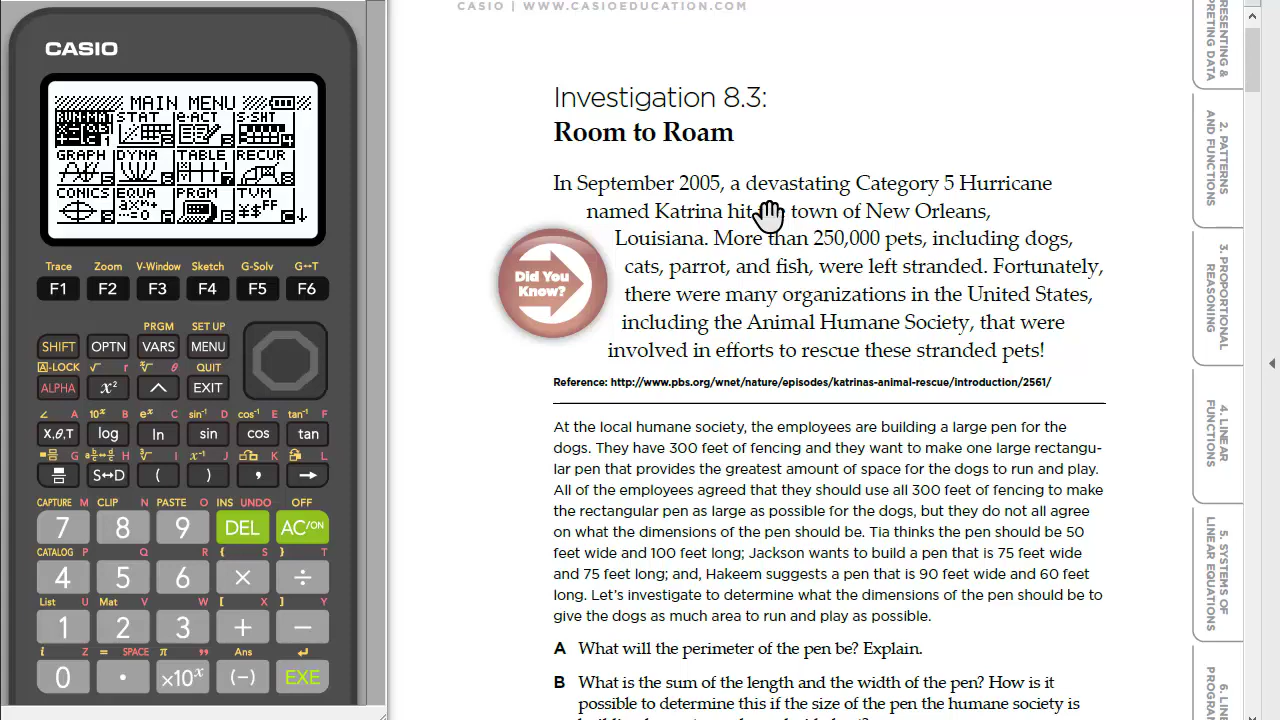 CASIO
MAIN MENU
RUN-MAT STAT e-ACT S-SHT
GRAPH DYNA TABLE RECUR
CONICS EQUA PRGM TVM
Trace Zoom V-Window Sketch G-Solv G↔T
F1 F2 F3 F4 F5 F6
PRGM SET UP
SHIFT OPTN VARS MENU
A-LOCK √ r ˣ√ θ QUIT
ALPHA x² ^ EXIT
∠ A 10ˣ B eˣ C sin⁻¹ D cos⁻¹ E tan⁻¹ F
X,θ,T log ln sin cos tan
G H ³√ I x⁻¹ J K L
S↔D ( ) , →
CAPTURE M CLIP N PASTE O INS UNDO OFF
7 8 9 DEL AC/ON
CATALOG P Q R { S } T
4 5 6 × ÷
List U Mat V W [ X ] Y
1 2 3 + −
i Z = SPACE π " Ans ↵
0 . ×10ˣ (−) EXE
CASIO | WWW.CASIOEDUCATION.COM
Investigation 8.3:
Room to Roam
In September 2005, a devastating Category 5 Hurricane
named Katrina hit town of New Orleans,
Louisiana. More than 250,000 pets, including dogs,
cats, parrot, and fish, were left stranded. Fortunately,
there were many organizations in the United States,
including the Animal Humane Society, that were
involved in efforts to rescue these stranded pets!
Did You
Know?
Reference: http://www.pbs.org/wnet/nature/episodes/katrinas-animal-rescue/introduction/2561/
At the local humane society, the employees are building a large pen for the
dogs. They have 300 feet of fencing and they want to make one large rectangu-
lar pen that provides the greatest amount of space for the dogs to run and play.
All of the employees agreed that they should use all 300 feet of fencing to make
the rectangular pen as large as possible for the dogs, but they do not all agree
on what the dimensions of the pen should be. Tia thinks the pen should be 50
feet wide and 100 feet long; Jackson wants to build a pen that is 75 feet wide
and 75 feet long; and, Hakeem suggests a pen that is 90 feet wide and 60 feet
long. Let's investigate to determine what the dimensions of the pen should be to
give the dogs as much area to run and play as possible.
A What will the perimeter of the pen be? Explain.
B What is the sum of the length and the width of the pen? How is it
possible to determine this if the size of the pen the humane society is
2. PATTERNS
AND FUNCTIONS
3. PROPORTIONAL
REASONING
4. LINEAR
FUNCTIONS
5. SYSTEMS OF
LINEAR EQUATIONS